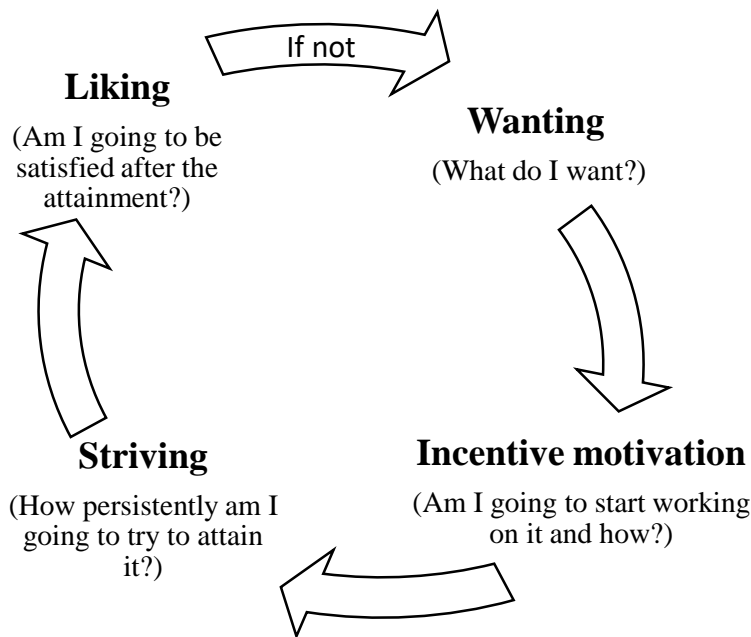 If not
Liking
(Am I going to be
satisfied after the
attainment?)
Wanting
(What do I want?)
Incentive motivation
(Am I going to start working
on it and how?)
Striving
(How persistently am I
going to try to attain
it?)